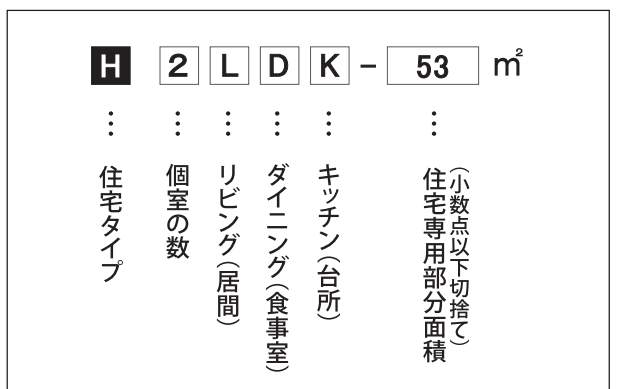 H 2 L D K - 53 ㎡
住宅タイプ
個室の数
リビング(居間)
ダイニング(食事室)
キッチン(台所)
住宅専用部分面積
(小数点以下切捨て)